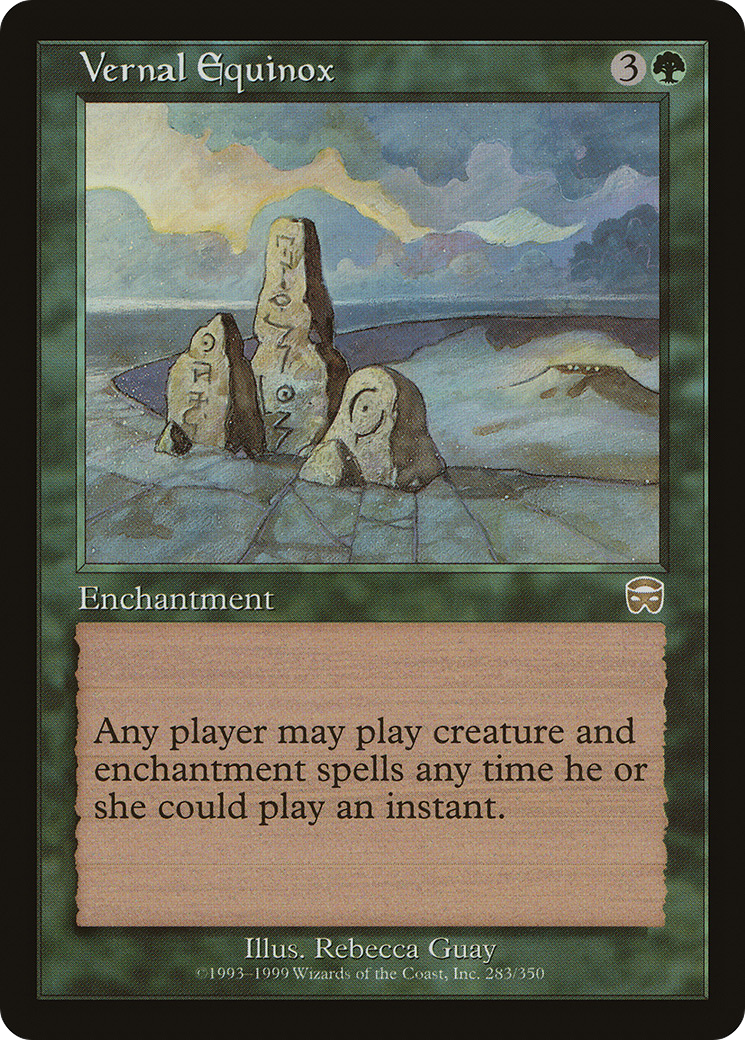 Vernal Equinox 3
Enchantment
Any player may play creature and
enchantment spells any time he or
she could play an instant.
Illus. Rebecca Guay
©1993–1999 Wizards of the Coast, Inc. 283/350